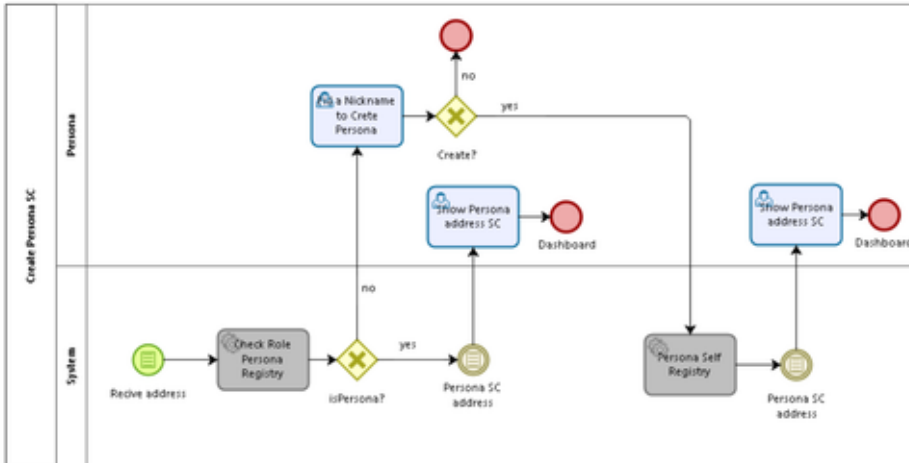 Create Persona SC
Persona
System
no
a Nickname
to Crete
Persona
yes
Create?
Show Persona
address SC
Dashboard
Show Persona
address SC
Dashboard
no
Check Role
Persona
Registry
yes
Recive address
isPersona?
Persona SC
address
Persona Self
Registry
Persona SC
address